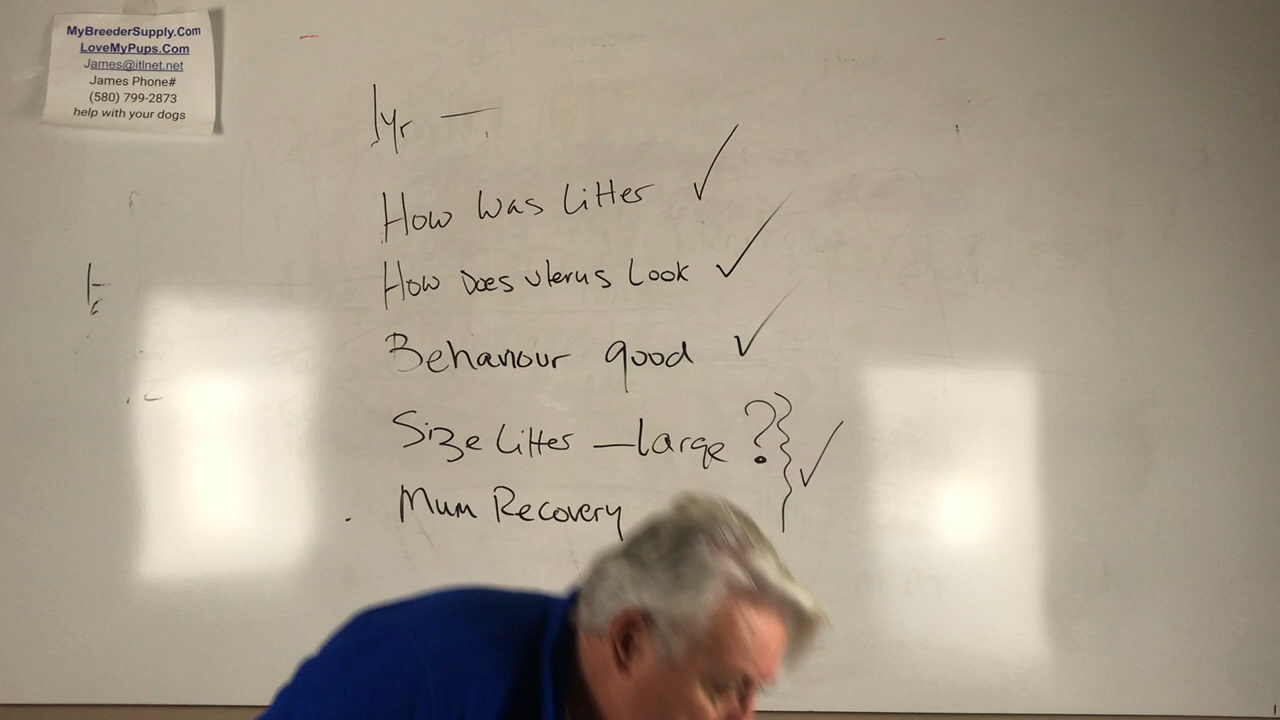 MyBreederSupply.Com
LoveMyPups.Com
James@itlnet.net
James Phone#
(580) 799-2873
help with your dogs
1yr —
How Was Litter ✓
How Does Uterus Look ✓
Behaviour good ✓
Size Litter — Large ? ✓
Mum Recovery